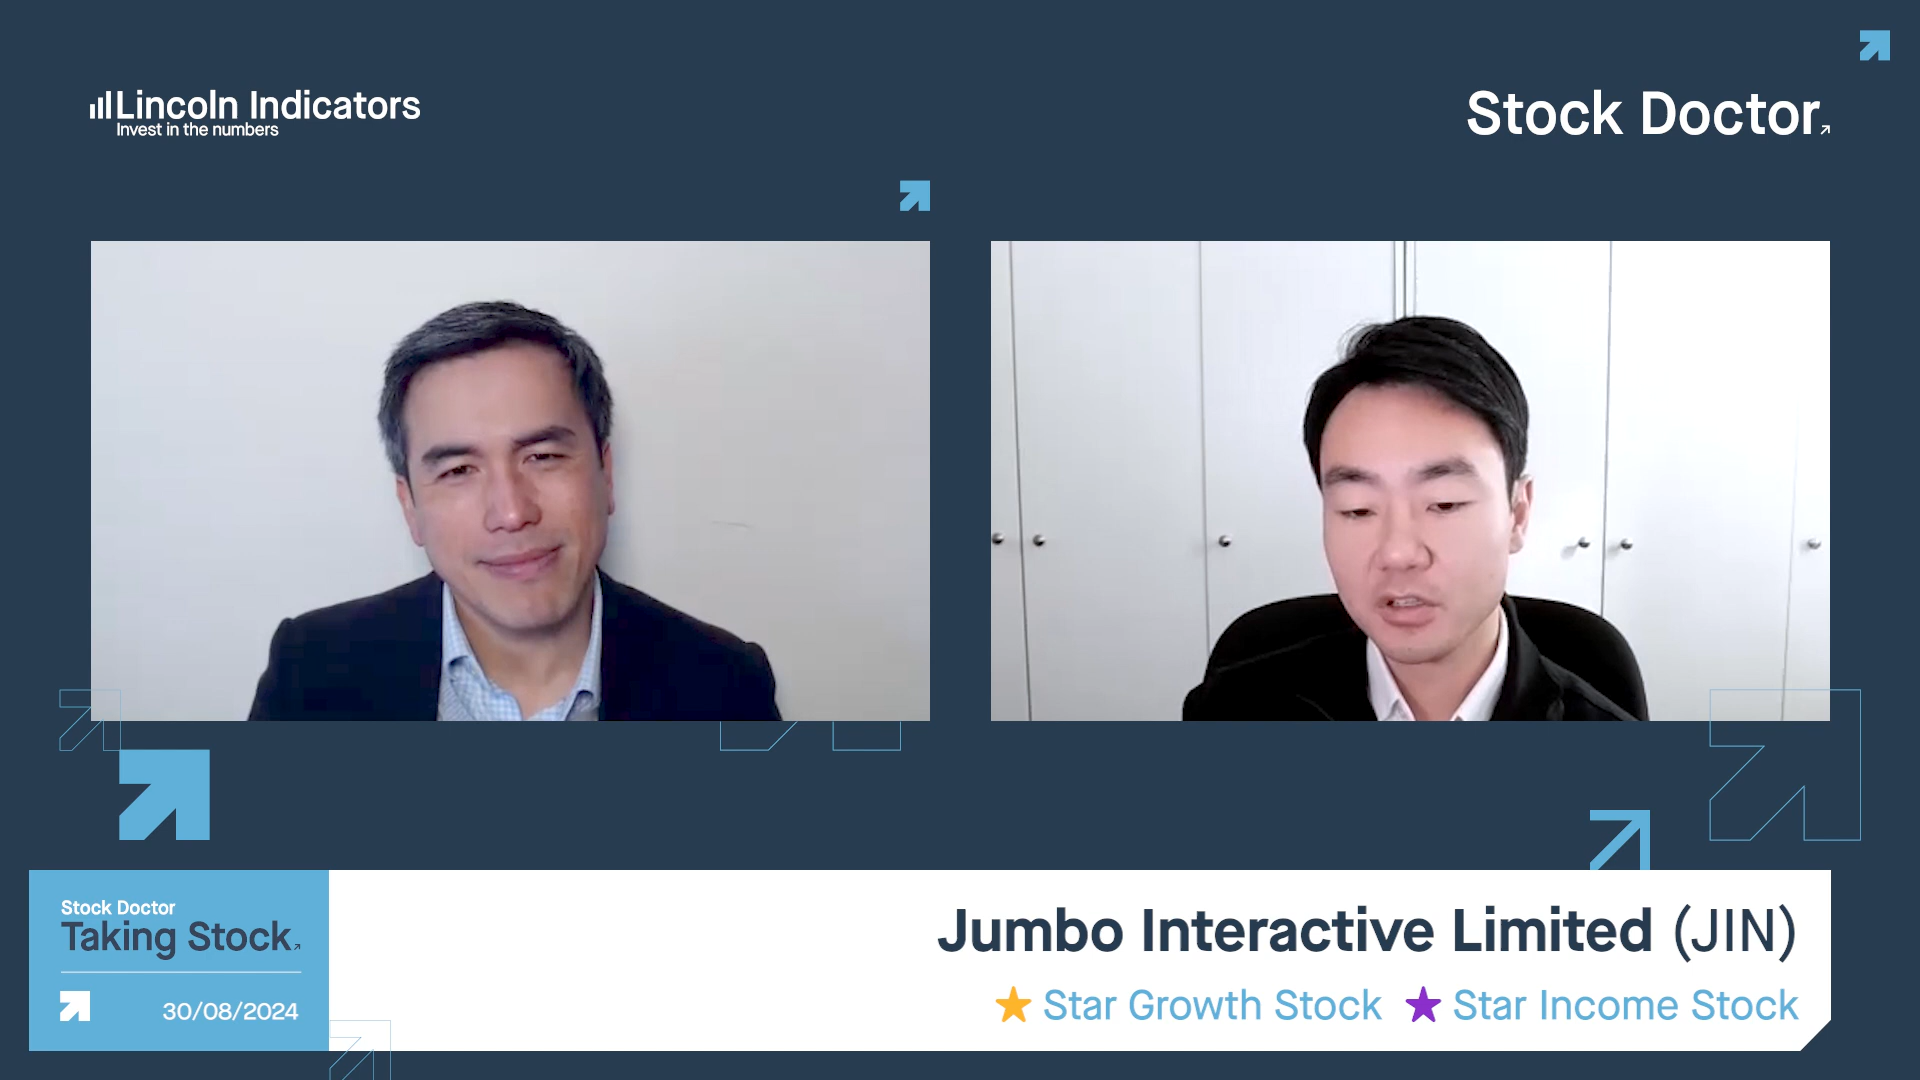 Lincoln Indicators
Invest in the numbers
Stock Doctor
Stock Doctor
Taking Stock
30/08/2024
Jumbo Interactive Limited (JIN)
Star Growth Stock Star Income Stock